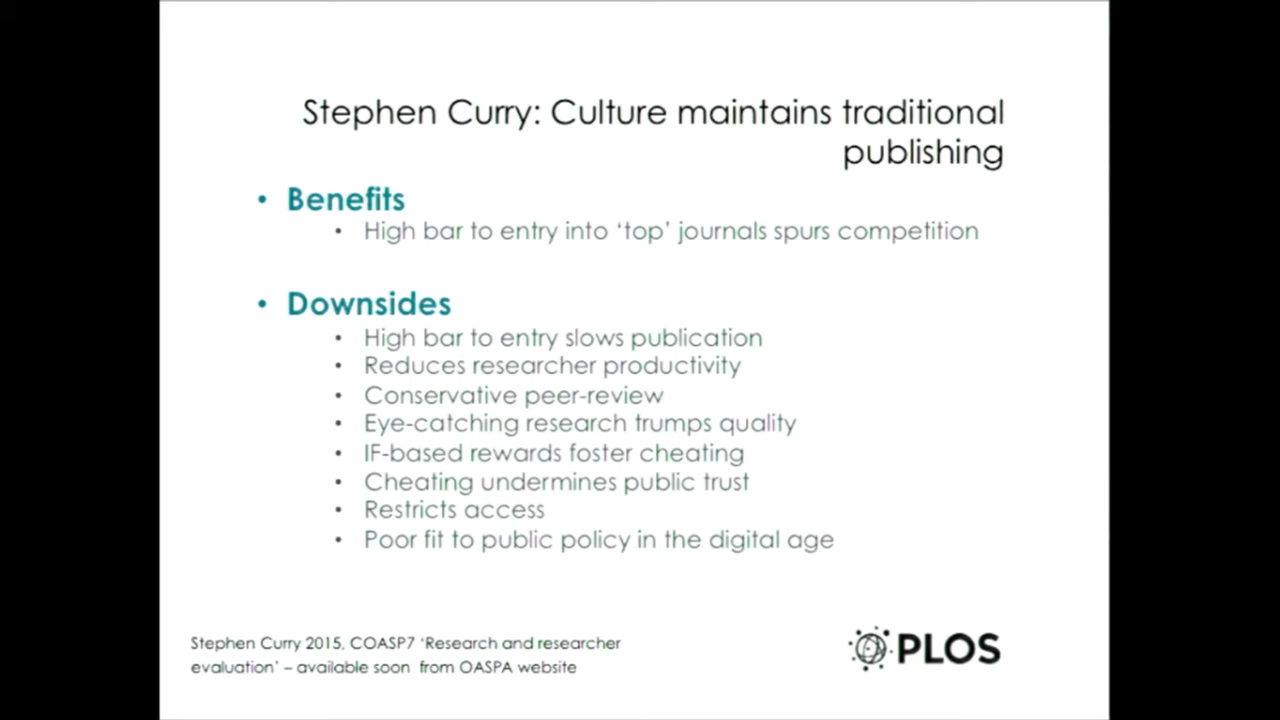 Stephen Curry: Culture maintains traditional
publishing
• Benefits
• High bar to entry into ‘top’ journals spurs competition
• Downsides
• High bar to entry slows publication
• Reduces researcher productivity
• Conservative peer-review
• Eye-catching research trumps quality
• IF-based rewards foster cheating
• Cheating undermines public trust
• Restricts access
• Poor fit to public policy in the digital age
Stephen Curry 2015, COASP7 ‘Research and researcher
evaluation’ – available soon from OASPA website
PLOS